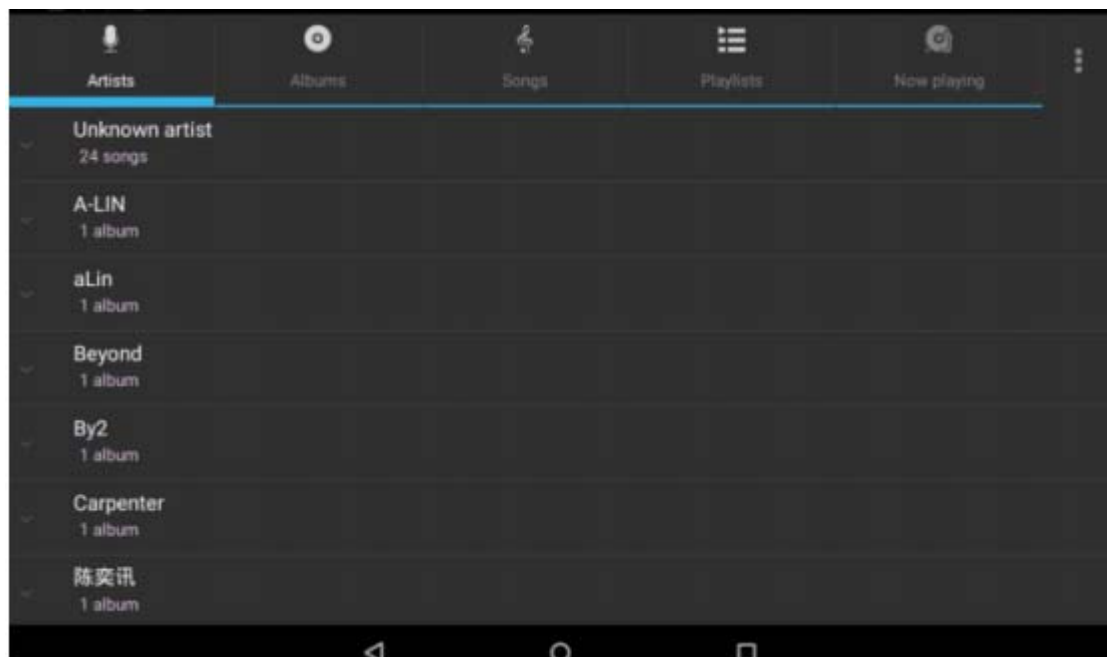 Artists
Albums
Songs
Playlists
Now playing
Unknown artist
24 songs
A-LIN
1 album
aLin
1 album
Beyond
1 album
By2
1 album
Carpenter
1 album
陈奕讯
1 album